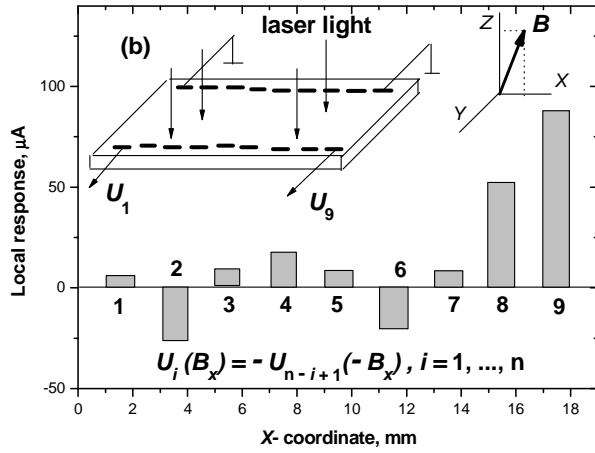 (b)
laser light
Z
B
X
Y
U1
U9
Local response, μA
100
50
0
-50
1
2
3
4
5
6
7
8
9
Ui (Bx) = - Un - i + 1(- Bx) , i = 1, ..., n
0 2 4 6 8 10 12 14 16 18
X- coordinate, mm